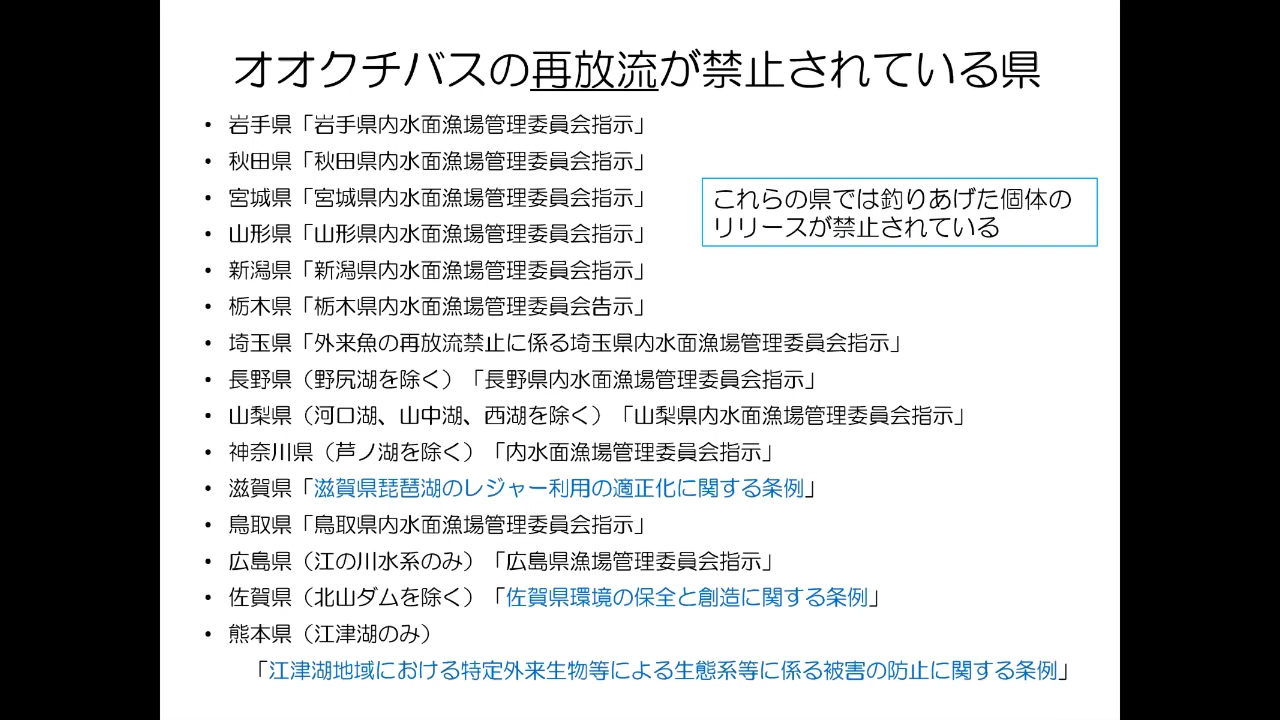 オオクチバスの再放流が禁止されている県
• 岩手県「岩手県内水面漁場管理委員会指示」
• 秋田県「秋田県内水面漁場管理委員会指示」
• 宮城県「宮城県内水面漁場管理委員会指示」
• 山形県「山形県内水面漁場管理委員会指示」
• 新潟県「新潟県内水面漁場管理委員会指示」
• 栃木県「栃木県内水面漁場管理委員会告示」
• 埼玉県「外来魚の再放流禁止に係る埼玉県内水面漁場管理委員会指示」
• 長野県（野尻湖を除く）「長野県内水面漁場管理委員会指示」
• 山梨県（河口湖、山中湖、西湖を除く）「山梨県内水面漁場管理委員会指示」
• 神奈川県（芦ノ湖を除く）「内水面漁場管理委員会指示」
• 滋賀県「滋賀県琵琶湖のレジャー利用の適正化に関する条例」
• 鳥取県「鳥取県内水面漁場管理委員会指示」
• 広島県（江の川水系のみ）「広島県漁場管理委員会指示」
• 佐賀県（北山ダムを除く）「佐賀県環境の保全と創造に関する条例」
• 熊本県（江津湖のみ）
「江津湖地域における特定外来生物等による生態系等に係る被害の防止に関する条例」
これらの県では釣りあげた個体の
リリースが禁止されている